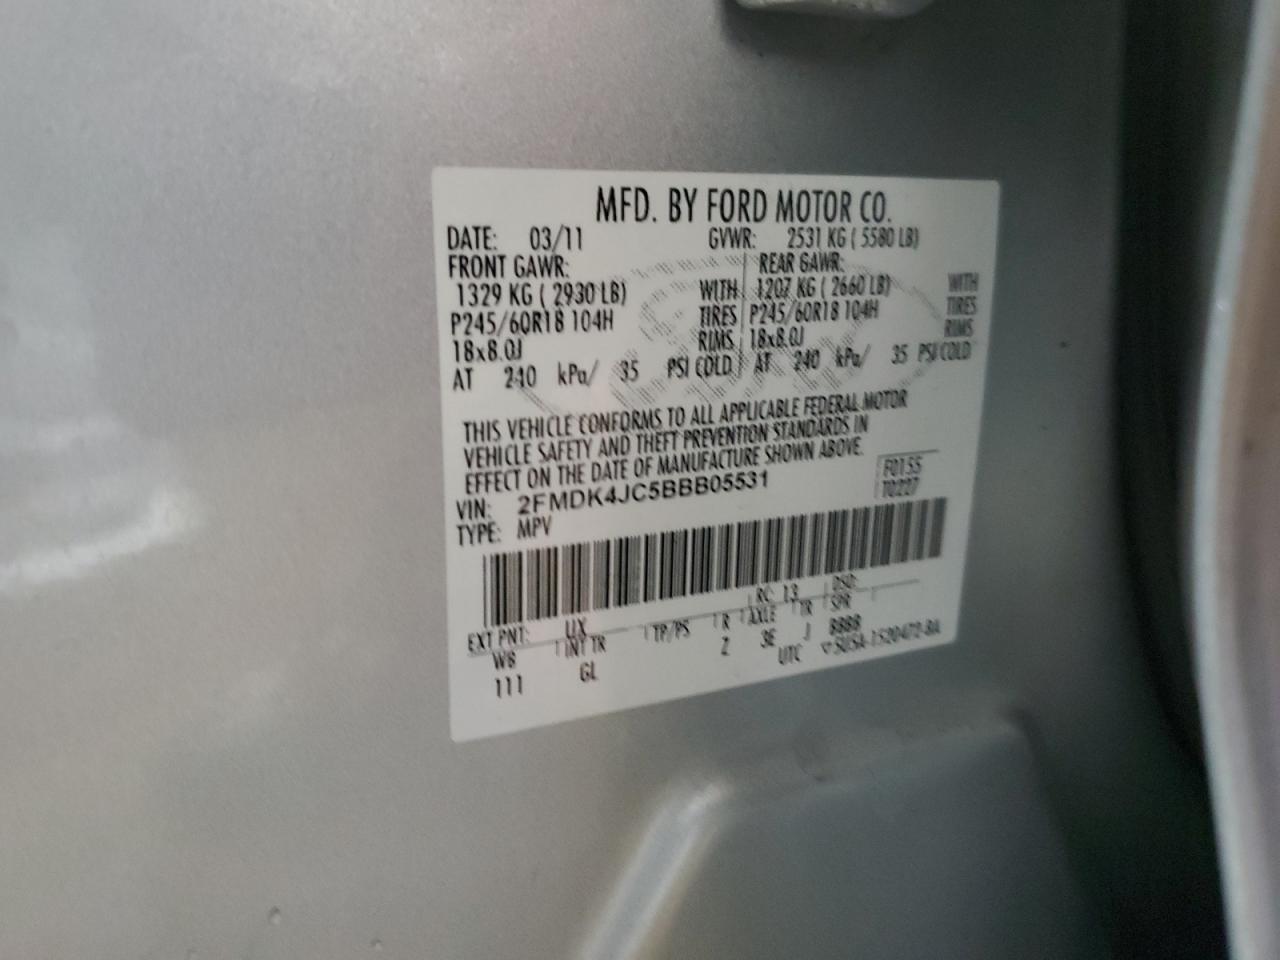 MFD. BY FORD MOTOR CO.
DATE: 03/11 GVWR: 2531 KG ( 5580 LB)
FRONT GAWR: REAR GAWR:
1329 KG ( 2930 LB) WITH 1207 KG ( 2660 LB) WITH
P245/60R18 104H TIRES P245/60R18 104H TIRES
18x8.0J RIMS 18x8.0J RIMS
AT 240 kPa/ 35 PSI COLD AT 240 kPa/ 35 PSI COLD
THIS VEHICLE CONFORMS TO ALL APPLICABLE FEDERAL MOTOR
VEHICLE SAFETY AND THEFT PREVENTION STANDARDS IN
EFFECT ON THE DATE OF MANUFACTURE SHOWN ABOVE.
VIN: 2FMDK4JC5BBB05531 F0155
TYPE: MPV T0227
EXT PNT: UX RC: 13 DSO:
W6 INT TR TP/PS R AXLE TR SPR
111 GL Z 3E J BBBB
UTC ▽5U5A-1520472-BA